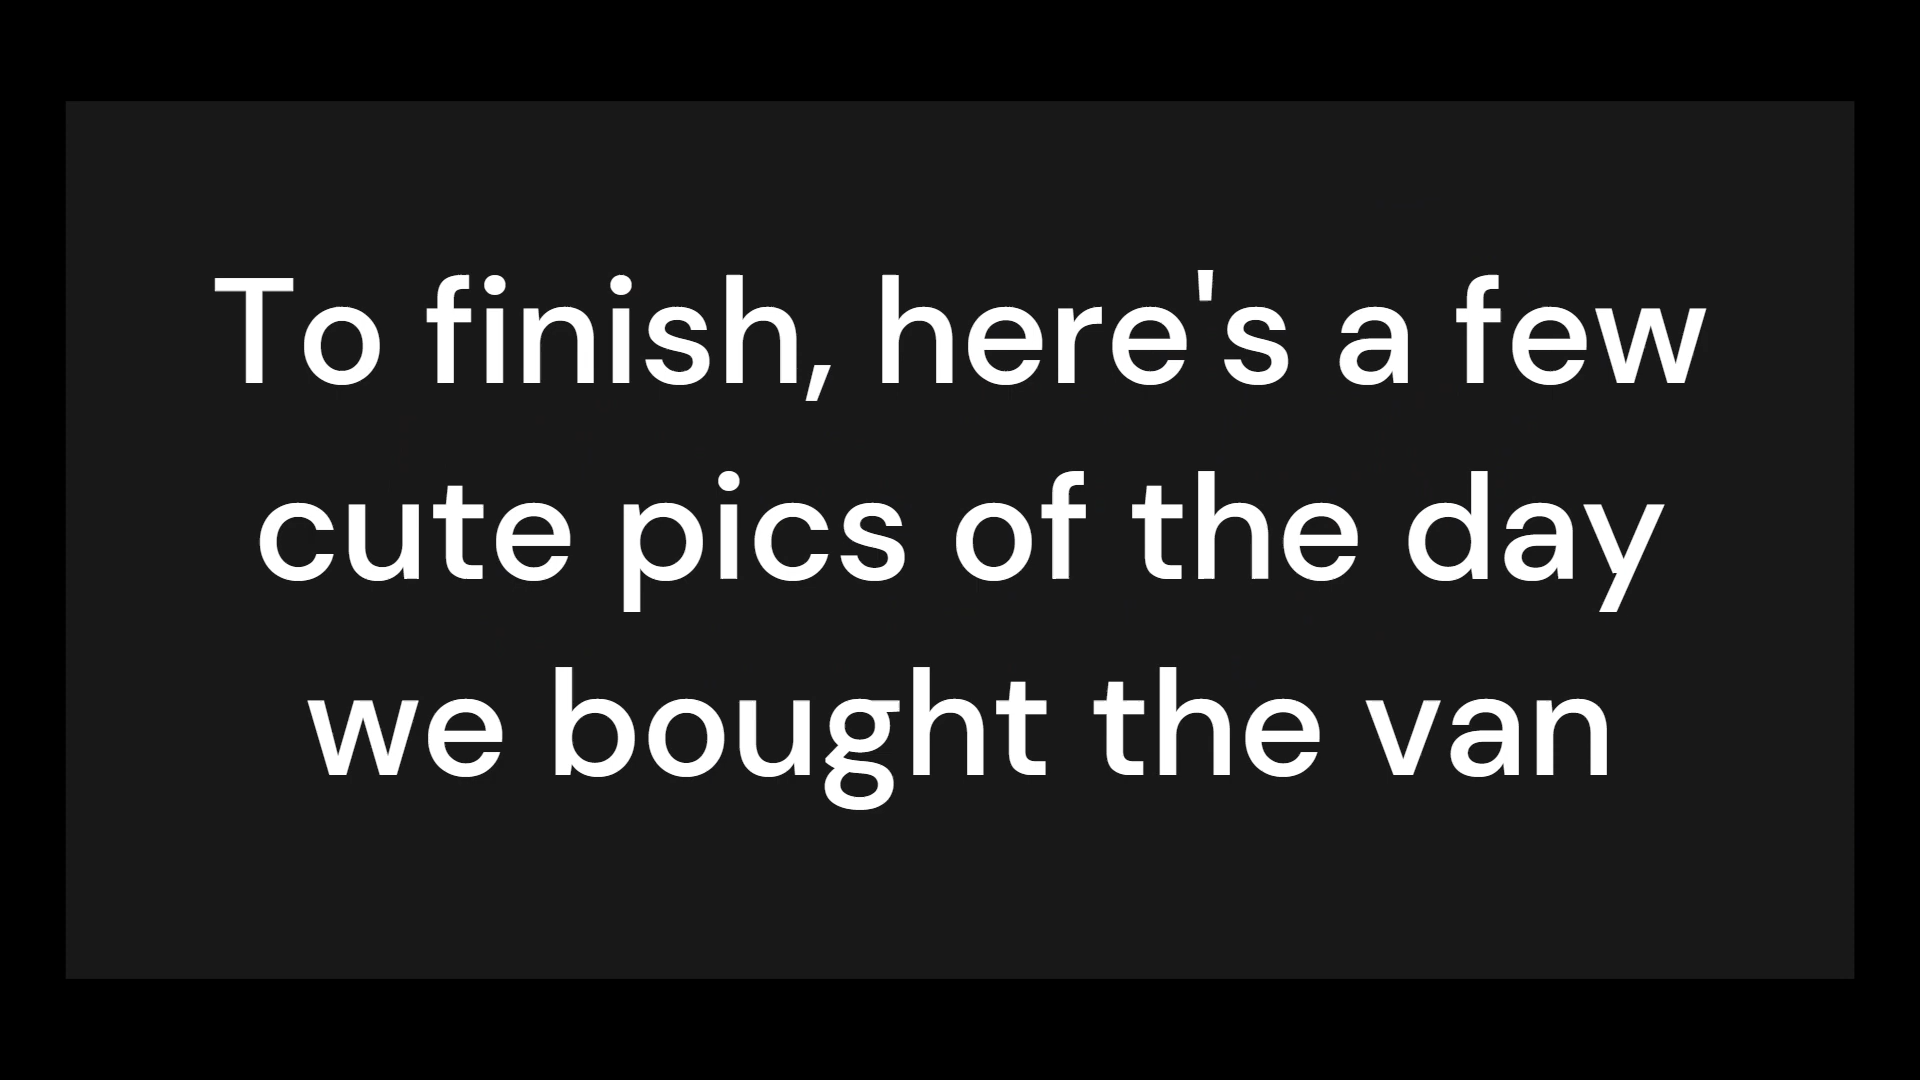 To finish, here's a few
cute pics of the day
we bought the van